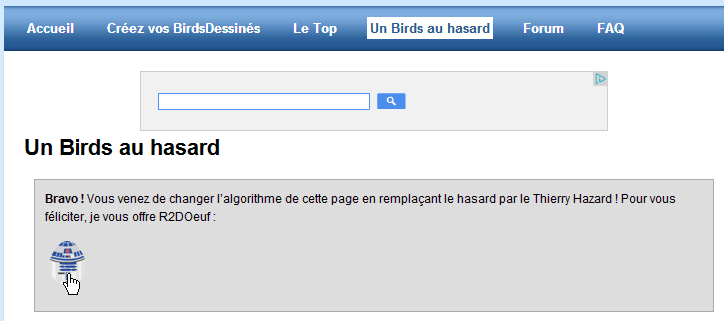 Accueil Créez vos BirdsDessinés Le Top Un Birds au hasard Forum FAQ
Un Birds au hasard
Bravo ! Vous venez de changer l'algorithme de cette page en remplaçant le hasard par le Thierry Hazard ! Pour vous
féliciter, je vous offre R2DOeuf :